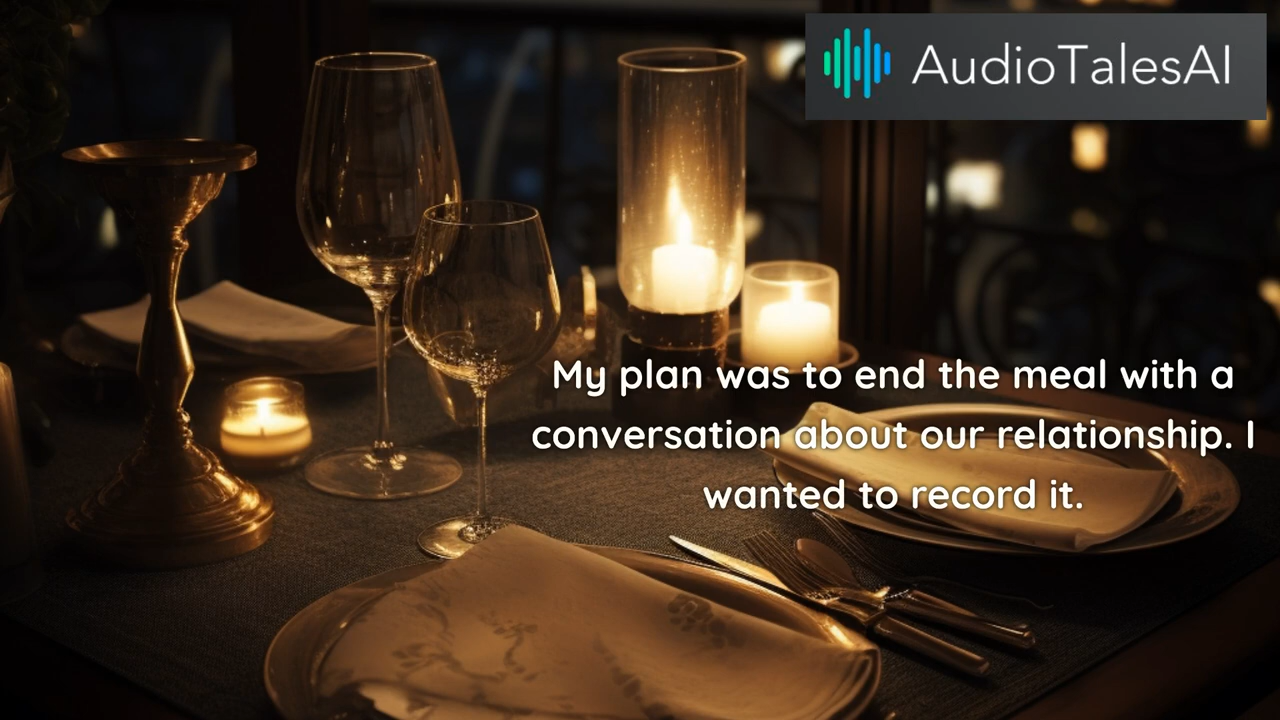 AudioTalesAI
My plan was to end the meal with a
conversation about our relationship. I
wanted to record it.